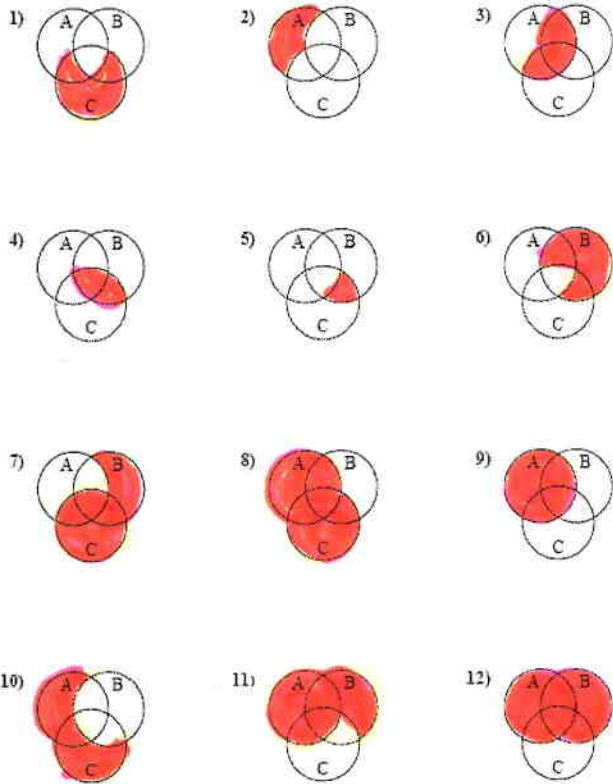 1) A B C
2) A B C
3) A B C
4) A B C
5) A B C
6) A B C
7) A B C
8) A B C
9) A B C
10) A B C
11) A B C
12) A B C